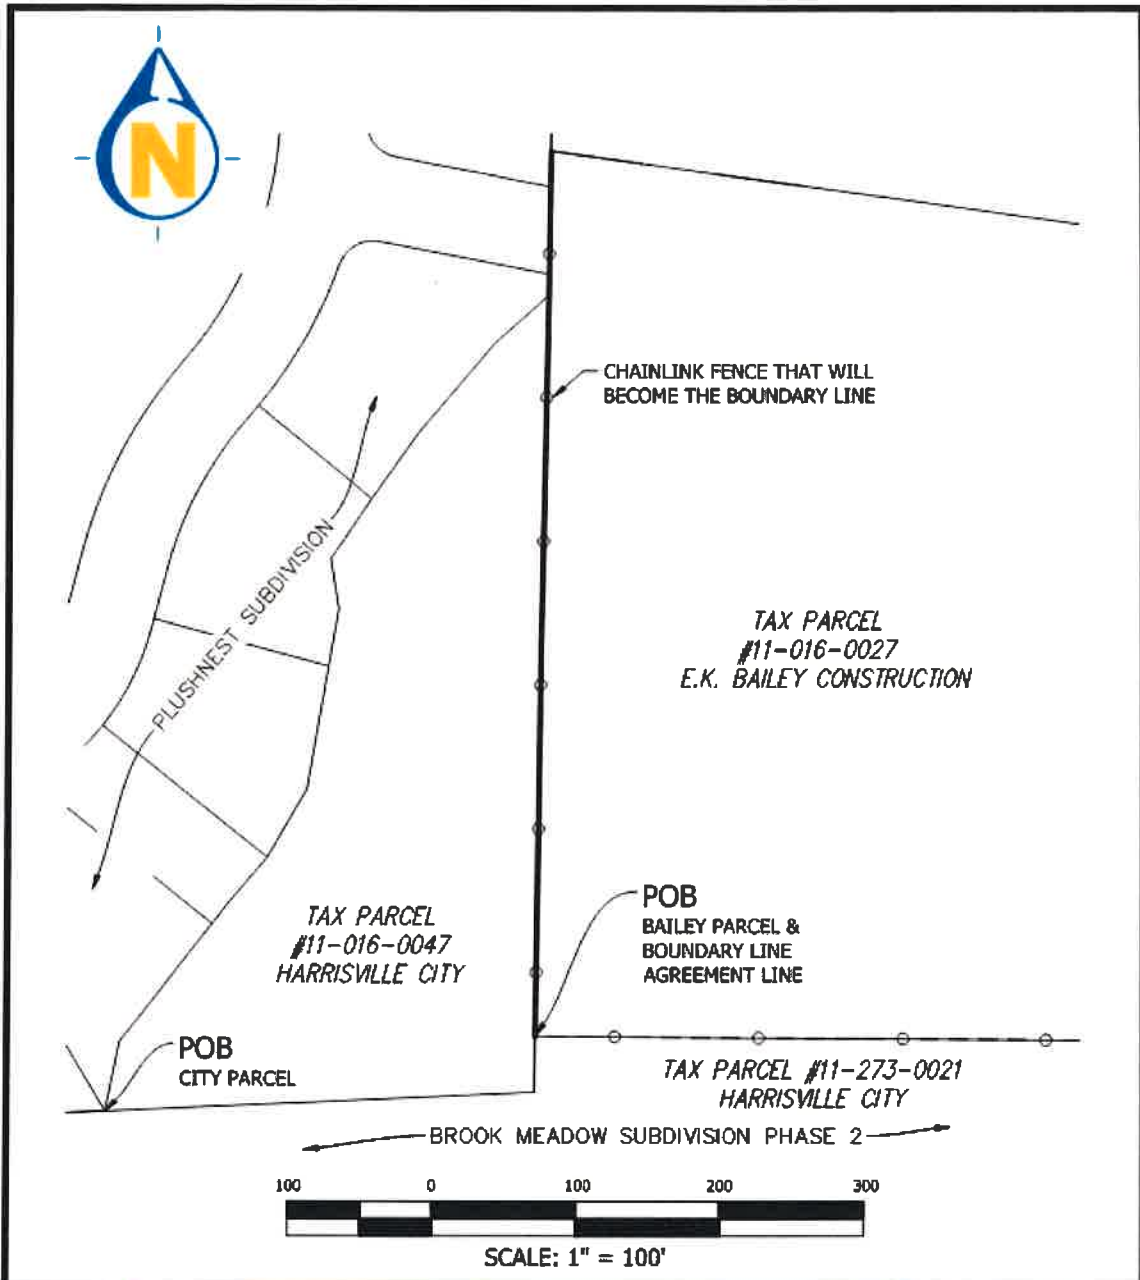 N
CHAINLINK FENCE THAT WILL
BECOME THE BOUNDARY LINE
PLUSHNEST SUBDIVISION
TAX PARCEL
#11-016-0027
E.K. BAILEY CONSTRUCTION
TAX PARCEL
#11-016-0047
HARRISVILLE CITY
POB
BAILEY PARCEL &
BOUNDARY LINE
AGREEMENT LINE
POB
CITY PARCEL
TAX PARCEL #11-273-0021
HARRISVILLE CITY
BROOK MEADOW SUBDIVISION PHASE 2
100 0 100 200 300
SCALE: 1" = 100'